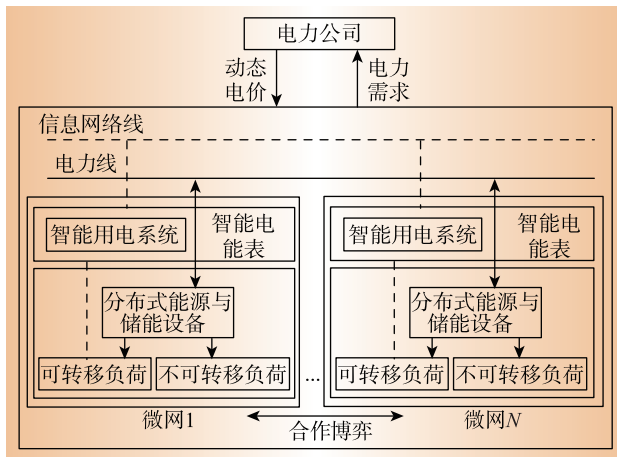 电力公司
动态
电价
电力
需求
信息网络线
电力线
智能用电系统
智能电
能表
分布式能源与
储能设备
可转移负荷
不可转移负荷
微网1
...
智能用电系统
智能电
能表
分布式能源与
储能设备
可转移负荷
不可转移负荷
微网N
合作博弈